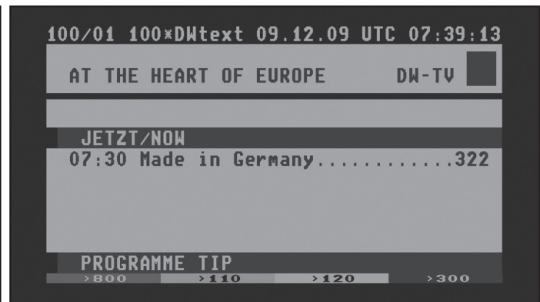 100/01 100*DWtext 09.12.09 UTC 07:39:13
AT THE HEART OF EUROPE DW-TV
JETZT/NOW
07:30 Made in Germany............322
PROGRAMME TIP
>800 >110 >120 >300